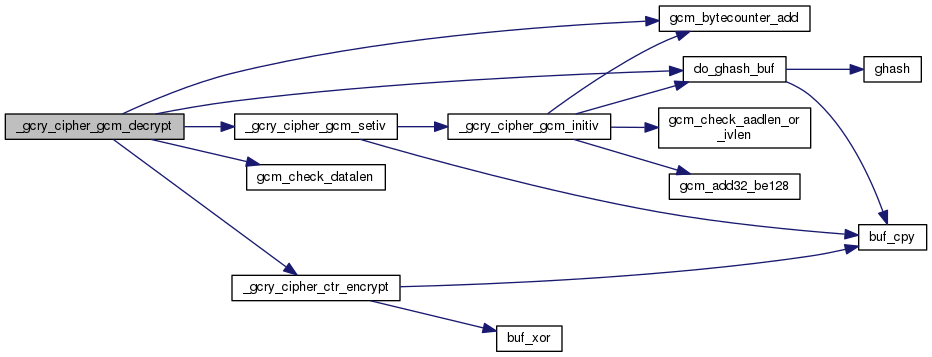 gcm_bytecounter_add
do_ghash_buf
ghash
_gcry_cipher_gcm_decrypt
_gcry_cipher_gcm_setiv
_gcry_cipher_gcm_initiv
gcm_check_aadlen_or
_ivlen
gcm_check_datalen
gcm_add32_be128
buf_cpy
_gcry_cipher_ctr_encrypt
buf_xor